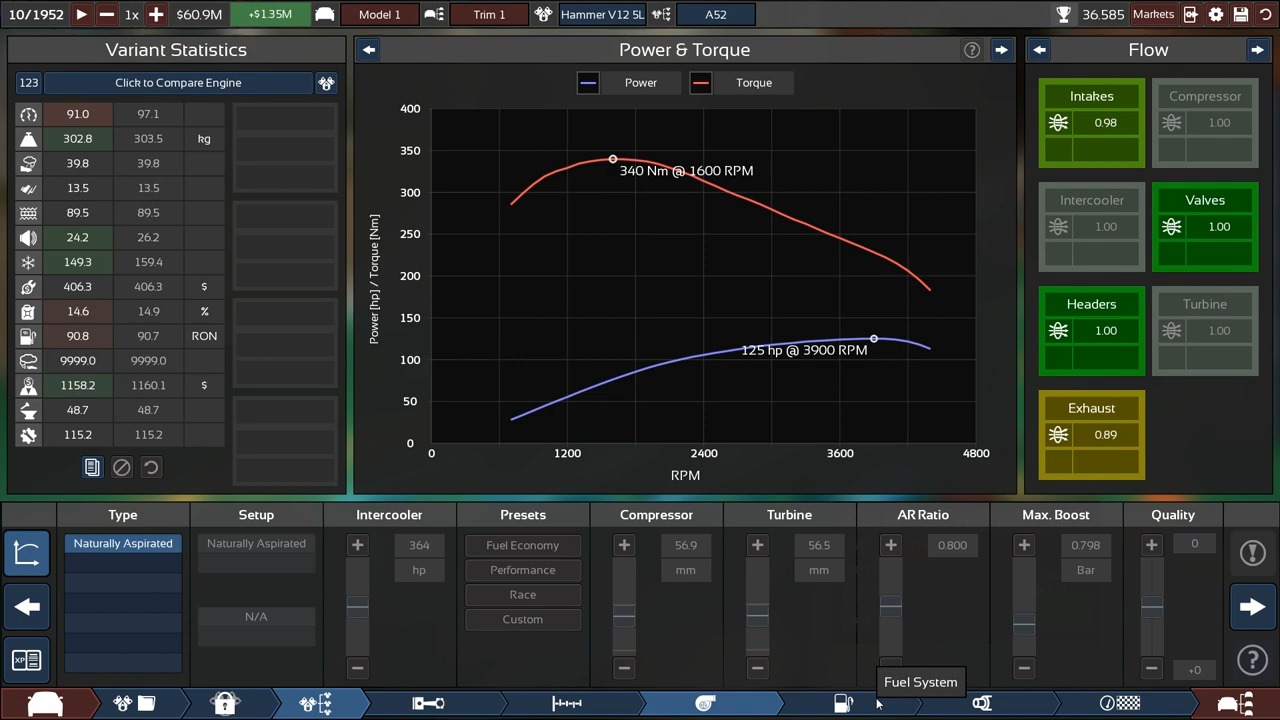 10/1952 1x $60.9M +$1.35M Model 1 Trim 1 Hammer V12 5L A52 36.585 Markets
Variant Statistics
123 Click to Compare Engine
91.0 97.1
302.8 303.5 kg
39.8 39.8
13.5 13.5
89.5 89.5
24.2 26.2
149.3 159.4
406.3 406.3 $
14.6 14.9 %
90.8 90.7 RON
9999.0 9999.0
1158.2 1160.1 $
48.7 48.7
115.2 115.2
Power & Torque
Power Torque
400
350
300
250
200
150
100
50
0
Power [hp] / Torque [Nm]
340 Nm @ 1600 RPM
125 hp @ 3900 RPM
0 1200 2400 3600 4800
RPM
Flow
Intakes Compressor
0.98 1.00
Intercooler Valves
1.00 1.00
Headers Turbine
1.00 1.00
Exhaust
0.89
Type Setup Intercooler Presets Compressor Turbine AR Ratio Max. Boost Quality
Naturally Aspirated Naturally Aspirated 364 Fuel Economy 56.9 56.5 0.800 0.798 0
hp Performance mm mm Bar
Race
N/A Custom
XP +0
Fuel System